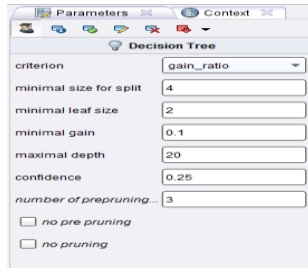 Parameters Context
Decision Tree
criterion gain_ratio
minimal size for split 4
minimal leaf size 2
minimal gain 0.1
maximal depth 20
confidence 0.25
number of prepruning... 3
no pre pruning
no pruning